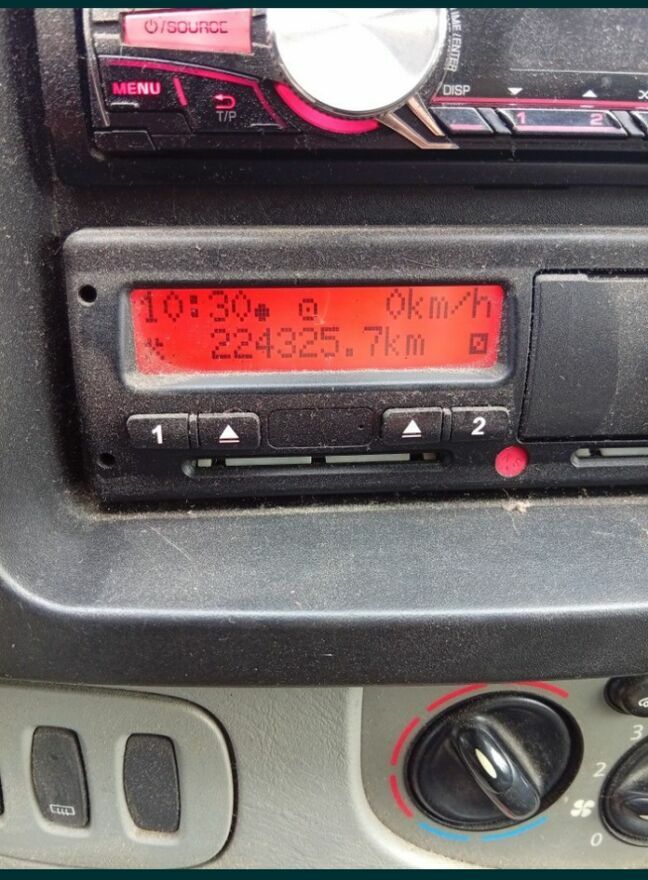 ⏻/SOURCE
MENU
T/P
DISP
1 2
10:30 0km/h
224325.7km
1 2
3
2
0